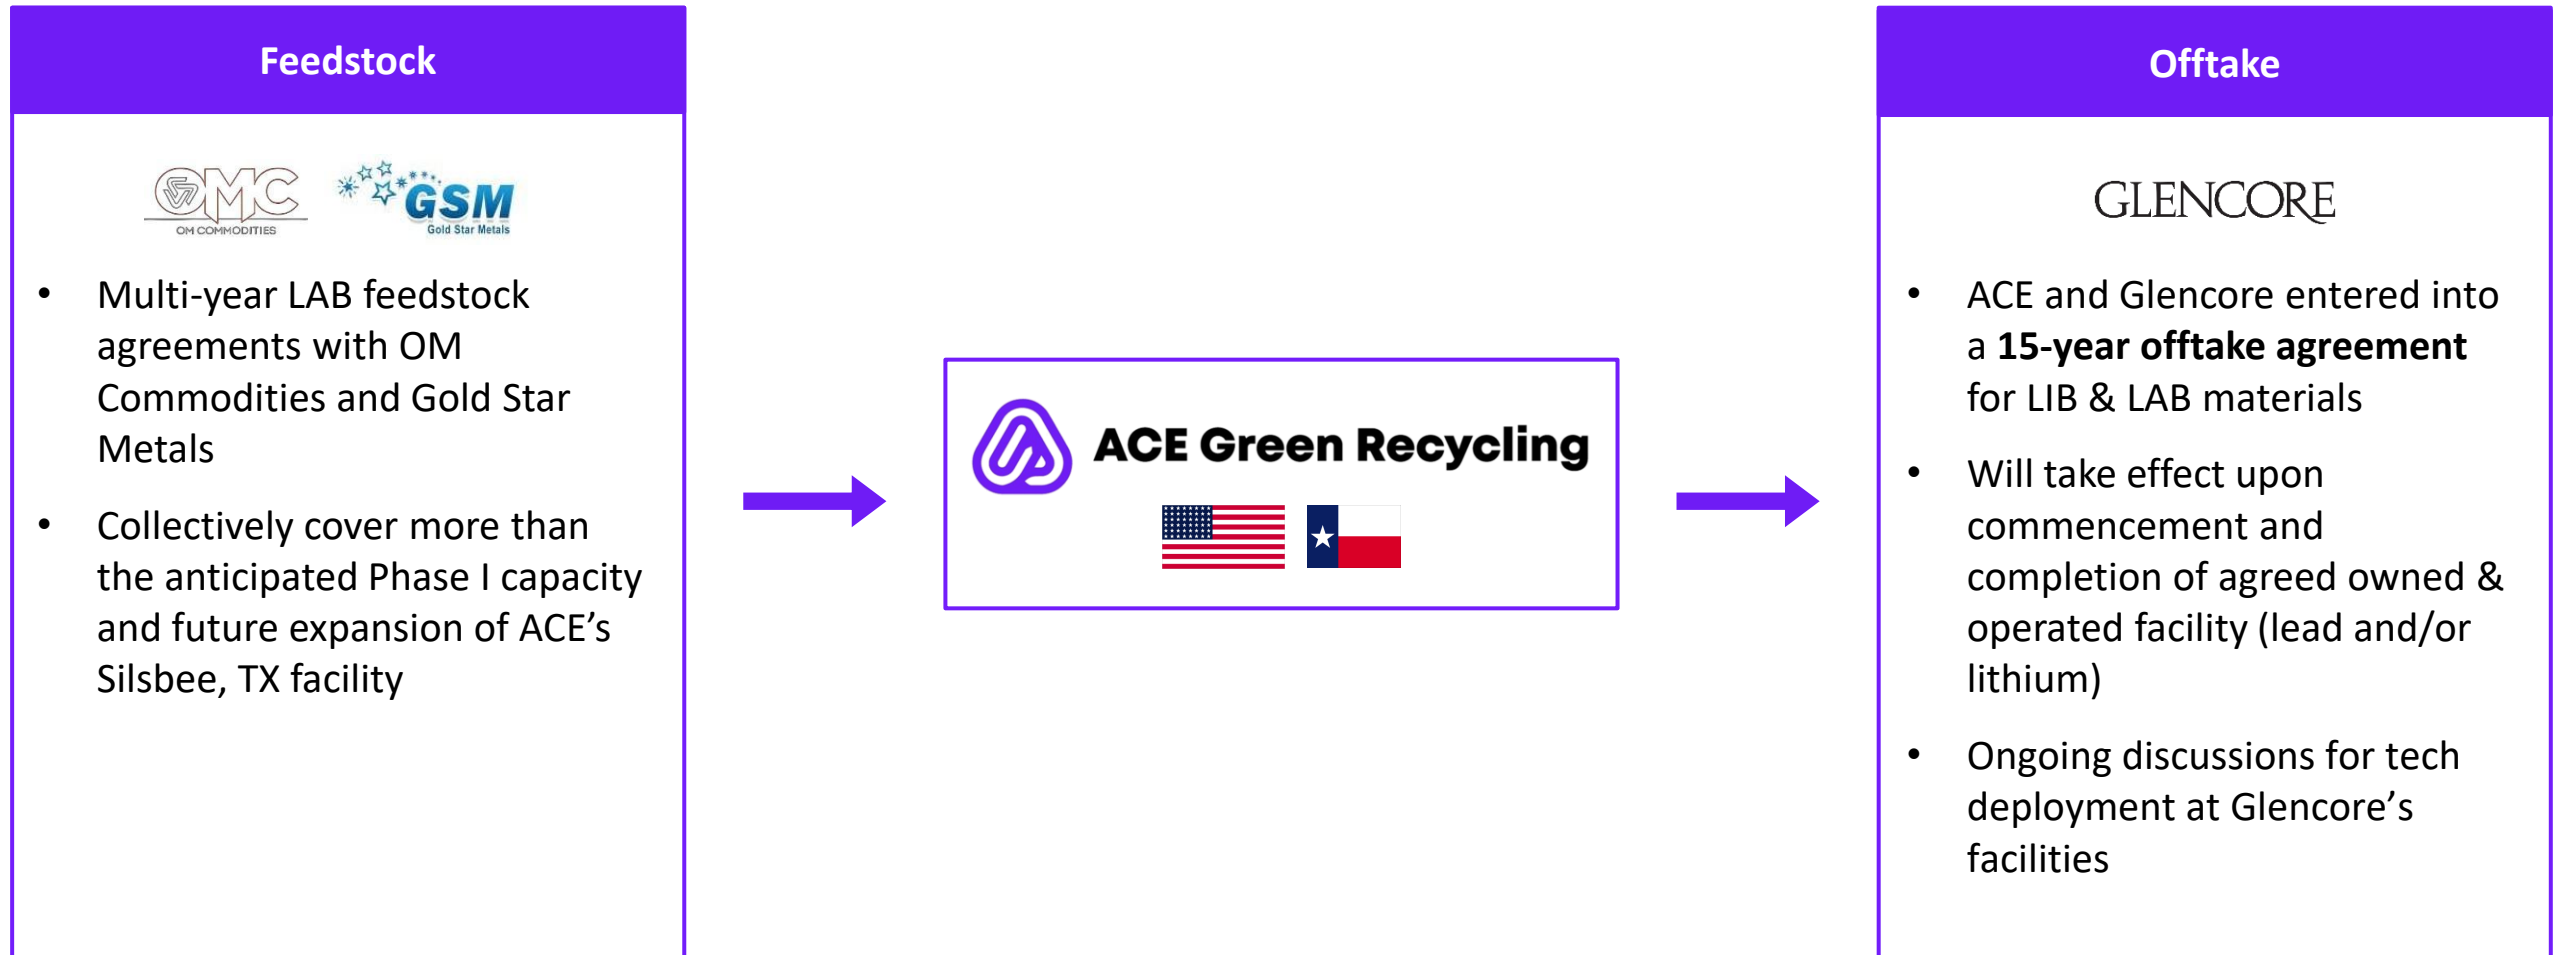 Feedstock
OMC
OM COMMODITIES
GSM
Gold Star Metals
• Multi-year LAB feedstock
agreements with OM
Commodities and Gold Star
Metals
• Collectively cover more than
the anticipated Phase I capacity
and future expansion of ACE’s
Silsbee, TX facility
ACE Green Recycling
Offtake
GLENCORE
• ACE and Glencore entered into
a 15-year offtake agreement
for LIB & LAB materials
• Will take effect upon
commencement and
completion of agreed owned &
operated facility (lead and/or
lithium)
• Ongoing discussions for tech
deployment at Glencore’s
facilities